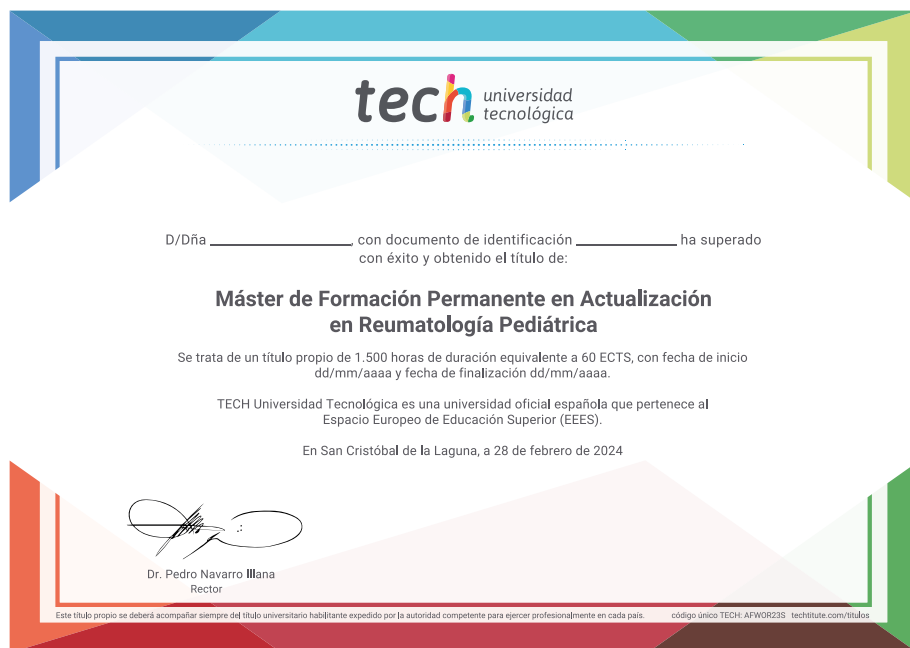 tech universidad
tecnológica
D/Dña ____________________, con documento de identificación ______________ ha superado
con éxito y obtenido el título de:
Máster de Formación Permanente en Actualización
en Reumatología Pediátrica
Se trata de un título propio de 1.500 horas de duración equivalente a 60 ECTS, con fecha de inicio
dd/mm/aaaa y fecha de finalización dd/mm/aaaa.
TECH Universidad Tecnológica es una universidad oficial española que pertenece al
Espacio Europeo de Educación Superior (EEES).
En San Cristóbal de la Laguna, a 28 de febrero de 2024
Dr. Pedro Navarro Illana
Rector
Este título propio se deberá acompañar siempre del título universitario habilitante expedido por la autoridad competente para ejercer profesionalmente en cada país. código único TECH: AFWOR23S techtitute.com/titulos